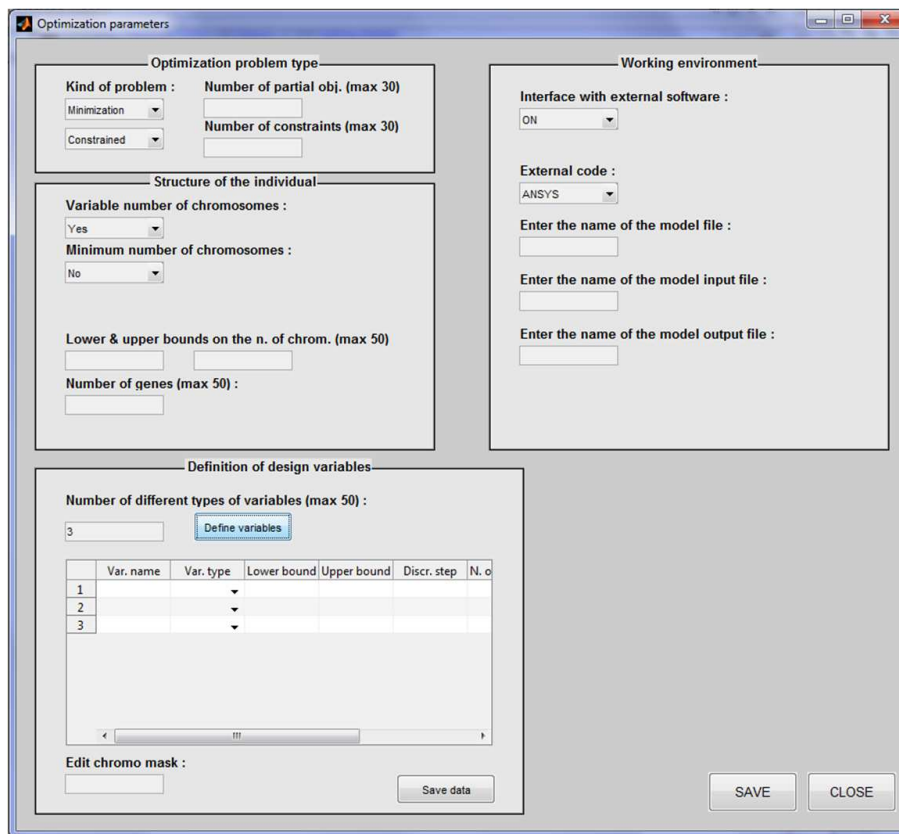 Optimization parameters
Optimization problem type
Kind of problem :
Number of partial obj. (max 30)
Minimization
Number of constraints (max 30)
Constrained
Structure of the individual
Variable number of chromosomes :
Yes
Minimum number of chromosomes :
No
Lower & upper bounds on the n. of chrom. (max 50)
Number of genes (max 50) :
Working environment
Interface with external software :
ON
External code :
ANSYS
Enter the name of the model file :
Enter the name of the model input file :
Enter the name of the model output file :
Definition of design variables
Number of different types of variables (max 50) :
3
Define variables
Var. name Var. type Lower bound Upper bound Discr. step N. o
1
2
3
Edit chromo mask :
Save data
SAVE
CLOSE